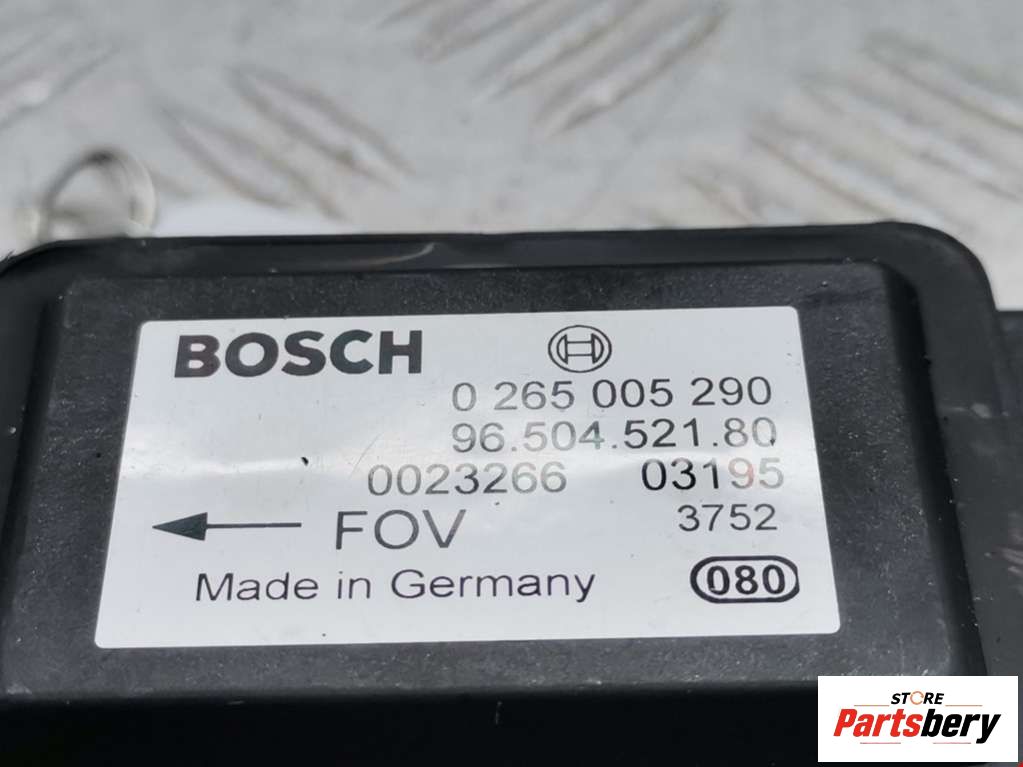 BOSCH
0 265 005 290
96.504.521.80
0023266 03195
FOV 3752
Made in Germany 080
STORE
Partsbery